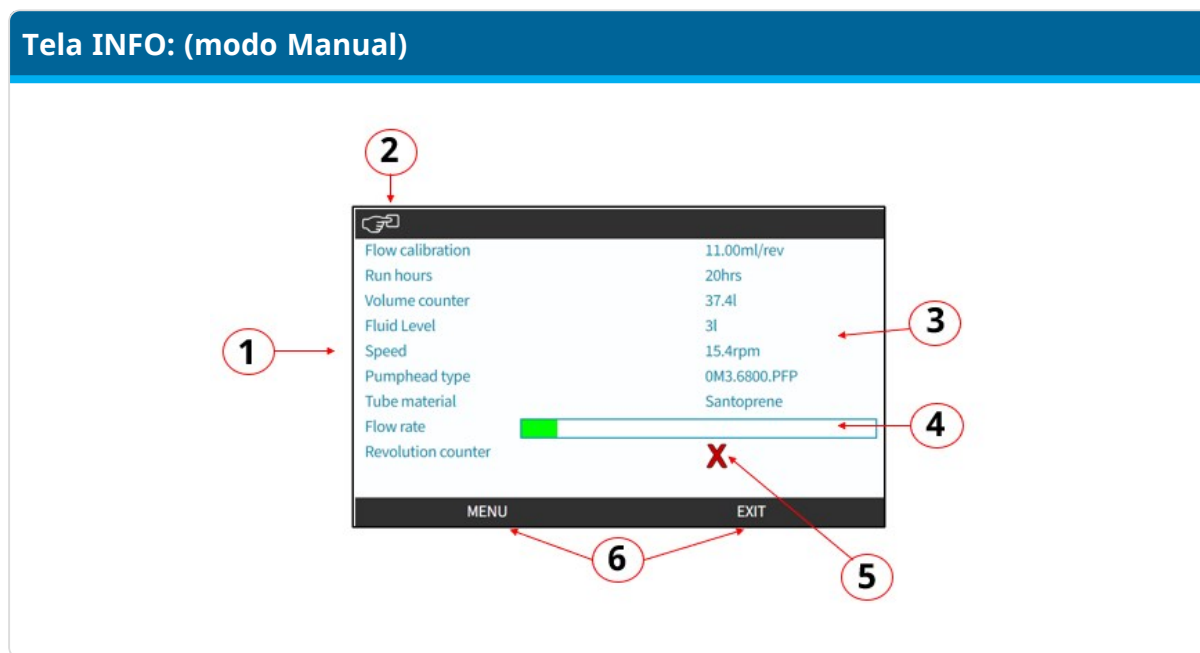 Tela INFO: (modo Manual)
2
Flow calibration 11.00ml/rev
Run hours 20hrs
Volume counter 37.4l
Fluid Level 3l
3
1
Speed 15.4rpm
Pumphead type 0M3.6800.PFP
Tube material Santoprene
Flow rate
4
Revolution counter X
MENU EXIT
6
5